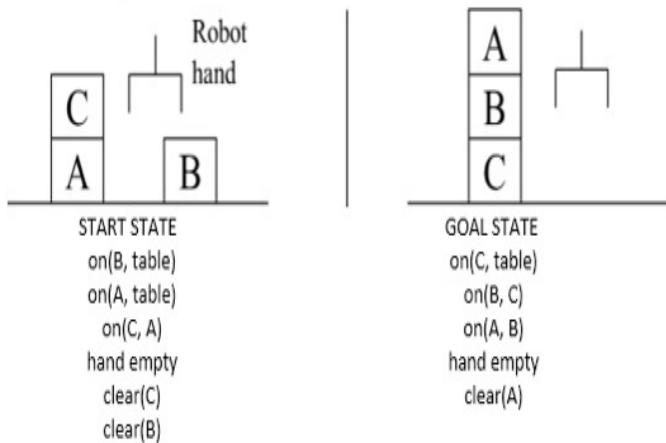 Robot
hand
C
A
B
A
B
C
START STATE
on(B, table)
on(A, table)
on(C, A)
hand empty
clear(C)
clear(B)
GOAL STATE
on(C, table)
on(B, C)
on(A, B)
hand empty
clear(A)